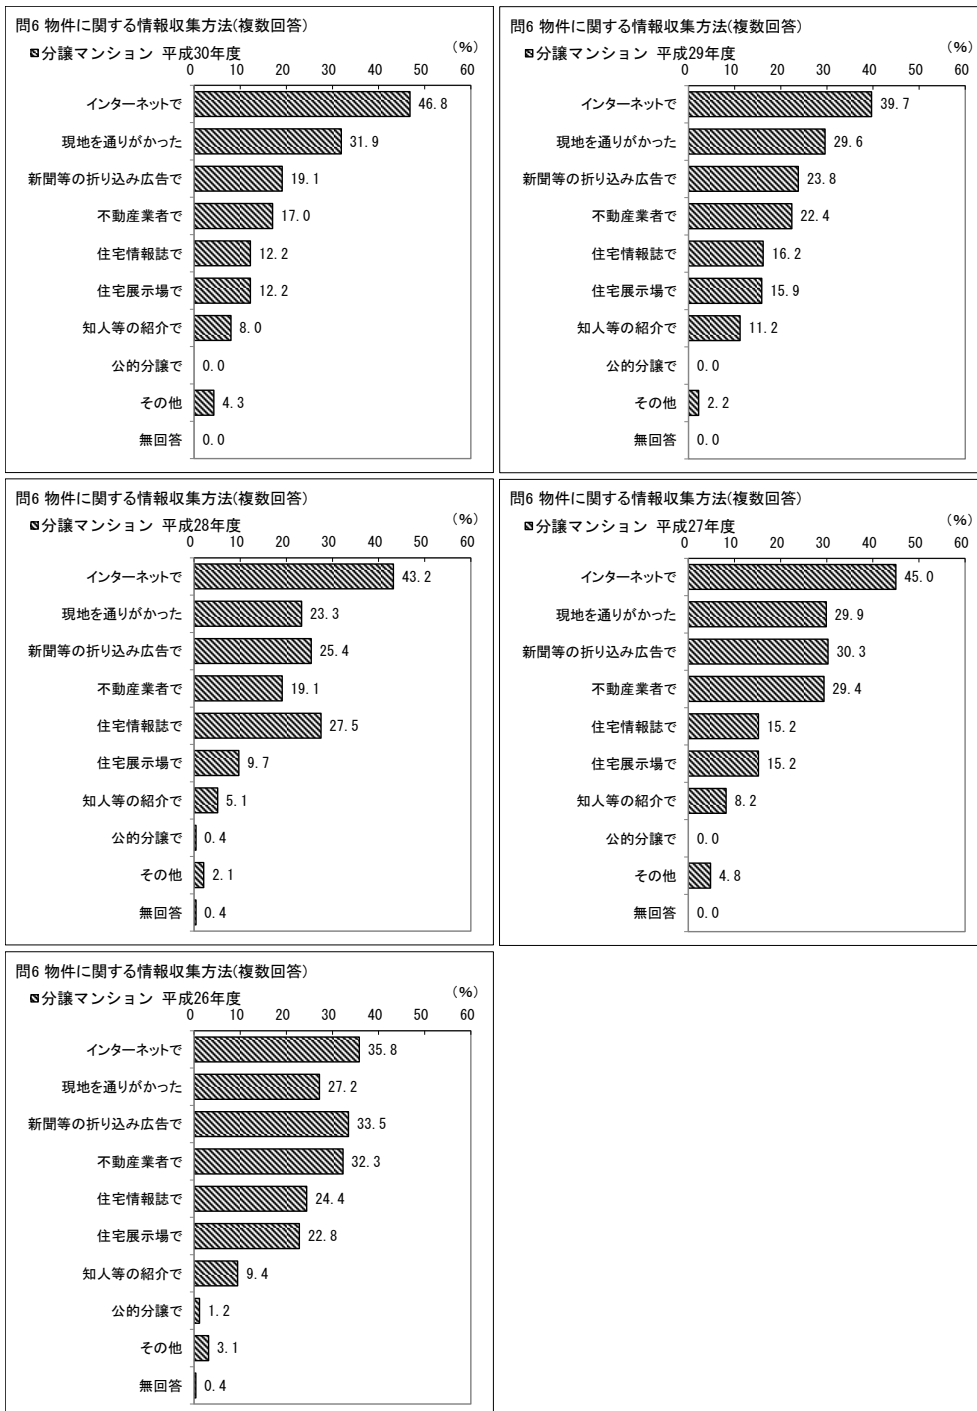 問6 物件に関する情報収集方法(複数回答)
分譲マンション 平成30年度
(%)
0 10 20 30 40 50 60
インターネットで 46.8
現地を通りがかった 31.9
新聞等の折り込み広告で 19.1
不動産業者で 17.0
住宅情報誌で 12.2
住宅展示場で 12.2
知人等の紹介で 8.0
公的分譲で 0.0
その他 4.3
無回答 0.0
問6 物件に関する情報収集方法(複数回答)
分譲マンション 平成29年度
(%)
0 10 20 30 40 50 60
インターネットで 39.7
現地を通りがかった 29.6
新聞等の折り込み広告で 23.8
不動産業者で 22.4
住宅情報誌で 16.2
住宅展示場で 15.9
知人等の紹介で 11.2
公的分譲で 0.0
その他 2.2
無回答 0.0
問6 物件に関する情報収集方法(複数回答)
分譲マンション 平成28年度
(%)
0 10 20 30 40 50 60
インターネットで 43.2
現地を通りがかった 23.3
新聞等の折り込み広告で 25.4
不動産業者で 19.1
住宅情報誌で 27.5
住宅展示場で 9.7
知人等の紹介で 5.1
公的分譲で 0.4
その他 2.1
無回答 0.4
問6 物件に関する情報収集方法(複数回答)
分譲マンション 平成27年度
(%)
0 10 20 30 40 50 60
インターネットで 45.0
現地を通りがかった 29.9
新聞等の折り込み広告で 30.3
不動産業者で 29.4
住宅情報誌で 15.2
住宅展示場で 15.2
知人等の紹介で 8.2
公的分譲で 0.0
その他 4.8
無回答 0.0
問6 物件に関する情報収集方法(複数回答)
分譲マンション 平成26年度
(%)
0 10 20 30 40 50 60
インターネットで 35.8
現地を通りがかった 27.2
新聞等の折り込み広告で 33.5
不動産業者で 32.3
住宅情報誌で 24.4
住宅展示場で 22.8
知人等の紹介で 9.4
公的分譲で 1.2
その他 3.1
無回答 0.4